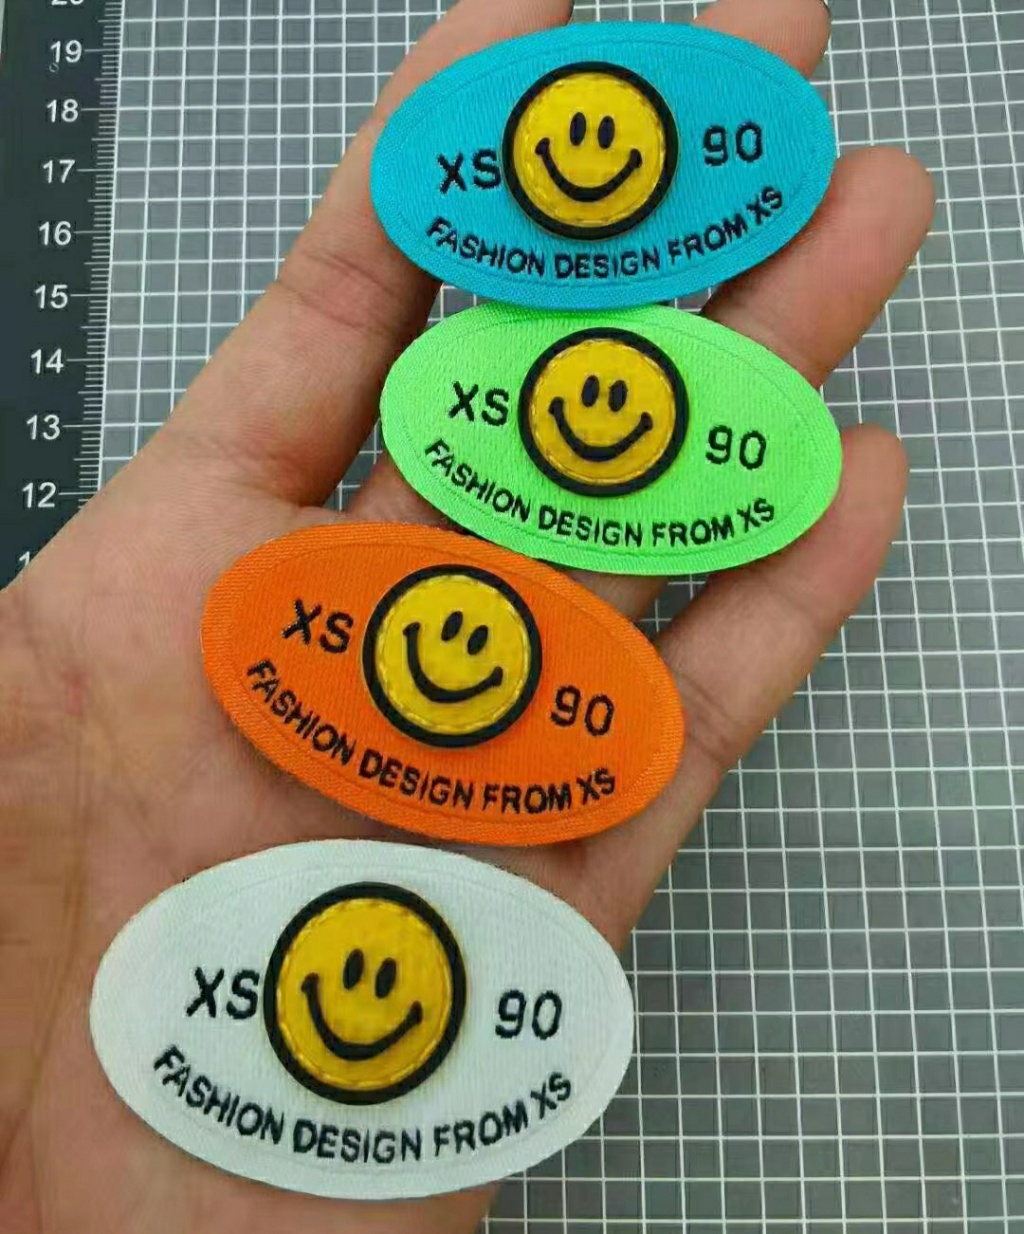 20
19
18
17
16
15
14
13
12
XS 90
FASHION DESIGN FROM XS
XS 90
FASHION DESIGN FROM XS
XS 90
FASHION DESIGN FROM XS
XS 90
FASHION DESIGN FROM XS